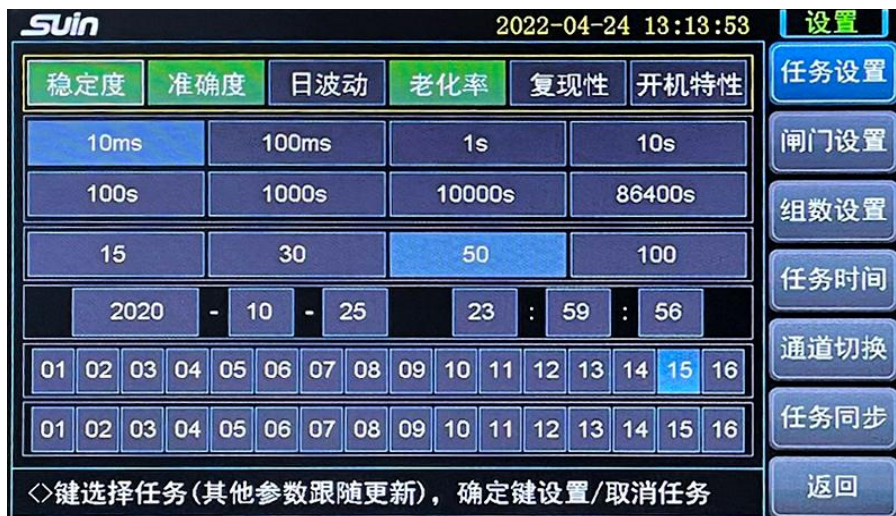 SUin 2022-04-24 13:13:53 设置
稳定度 准确度 日波动 老化率 复现性 开机特性
任务设置
10ms 100ms 1s 10s
闸门设置
100s 1000s 10000s 86400s
组数设置
15 30 50 100
任务时间
2020 - 10 - 25 23 : 59 : 56
通道切换
01 02 03 04 05 06 07 08 09 10 11 12 13 14 15 16
任务同步
01 02 03 04 05 06 07 08 09 10 11 12 13 14 15 16
返回
<>键选择任务(其他参数跟随更新)，确定键设置/取消任务